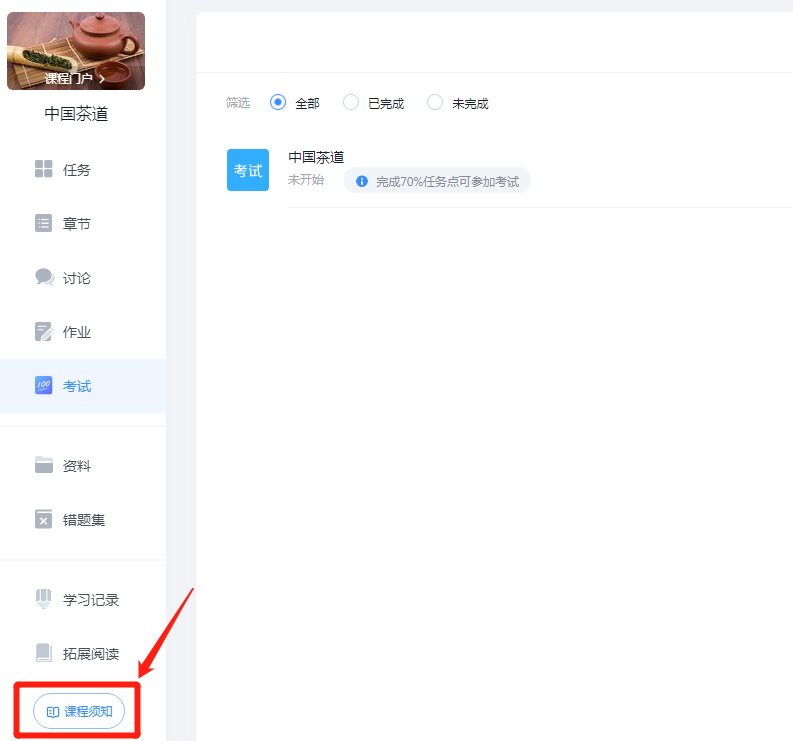 课程门户 >
中国茶道
任务
章节
讨论
作业
100 考试
资料
错题集
学习记录
拓展阅读
课程须知
筛选 全部 已完成 未完成
考试
中国茶道
未开始 完成70%任务点可参加考试